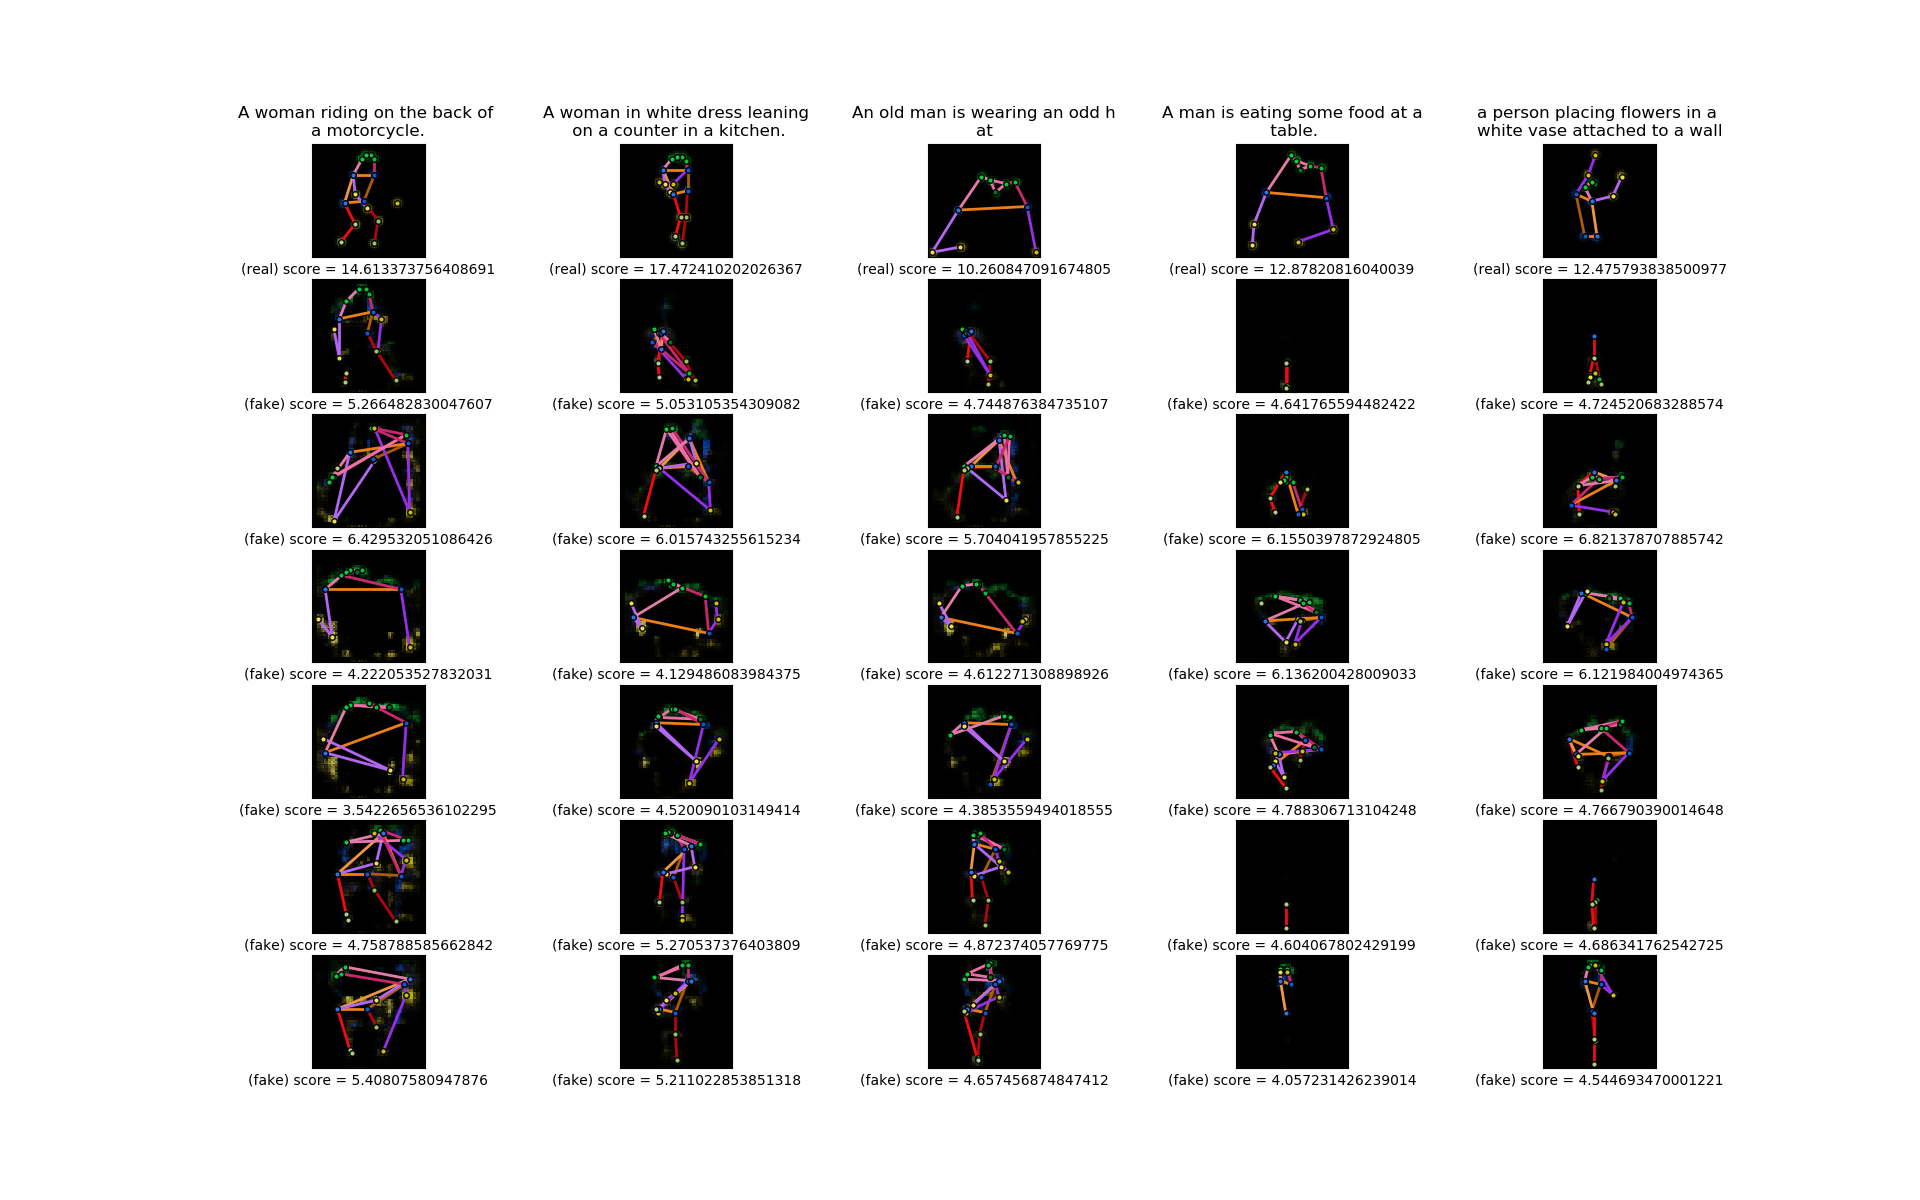 A woman riding on the back of
a motorcycle.
A woman in white dress leaning
on a counter in a kitchen.
An old man is wearing an odd h
at
A man is eating some food at a
table.
a person placing flowers in a
white vase attached to a wall
(real) score = 14.613373756408691
(real) score = 17.472410202026367
(real) score = 10.260847091674805
(real) score = 12.87820816040039
(real) score = 12.475793838500977
(fake) score = 5.266482830047607
(fake) score = 5.053105354309082
(fake) score = 4.744876384735107
(fake) score = 4.641765594482422
(fake) score = 4.724520683288574
(fake) score = 6.429532051086426
(fake) score = 6.015743255615234
(fake) score = 5.704041957855225
(fake) score = 6.1550397872924805
(fake) score = 6.821378707885742
(fake) score = 4.222053527832031
(fake) score = 4.129486083984375
(fake) score = 4.612271308898926
(fake) score = 6.136200428009033
(fake) score = 6.121984004974365
(fake) score = 3.5422656536102295
(fake) score = 4.520090103149414
(fake) score = 4.3853559494018555
(fake) score = 4.788306713104248
(fake) score = 4.766790390014648
(fake) score = 4.758788585662842
(fake) score = 5.270537376403809
(fake) score = 4.872374057769775
(fake) score = 4.604067802429199
(fake) score = 4.686341762542725
(fake) score = 5.40807580947876
(fake) score = 5.211022853851318
(fake) score = 4.657456874847412
(fake) score = 4.057231426239014
(fake) score = 4.544693470001221